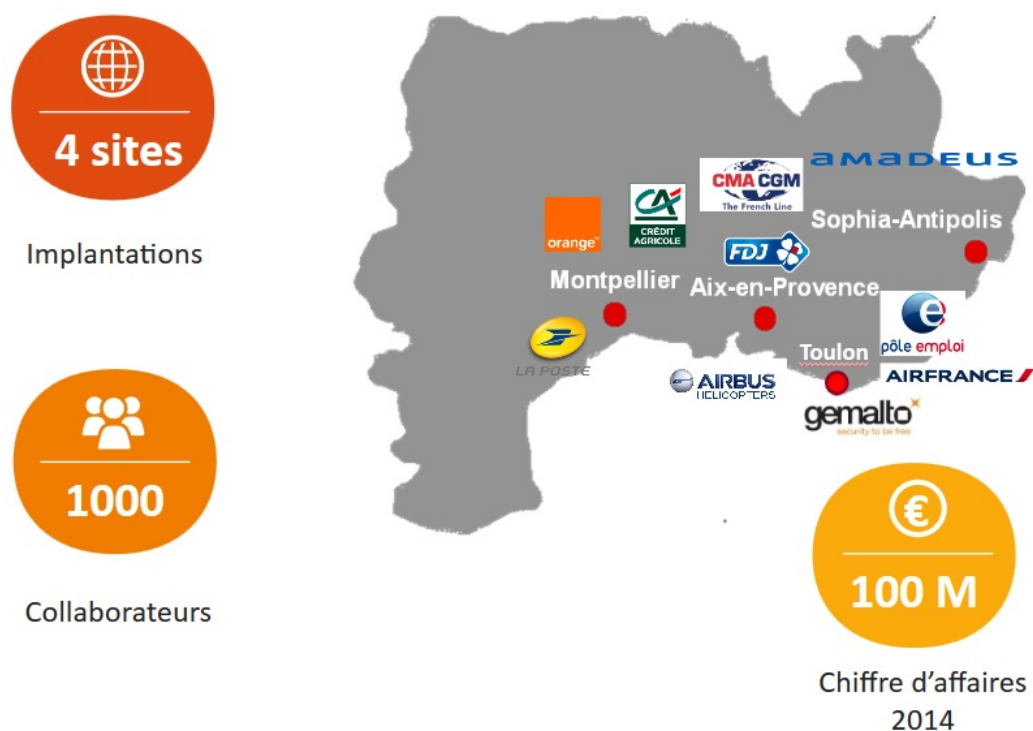 4 sites
Implantations
1000
Collaborateurs
amadeus
CMA CGM
The French Line
Sophia-Antipolis
orange™
CRÉDIT
AGRICOLE
FDJ
Montpellier
Aix-en-Provence
LA POSTE
Toulon
pôle emploi
AIRBUS
HELICOPTERS
AIRFRANCE
gemalto
security to be free
€
100 M
Chiffre d’affaires
2014